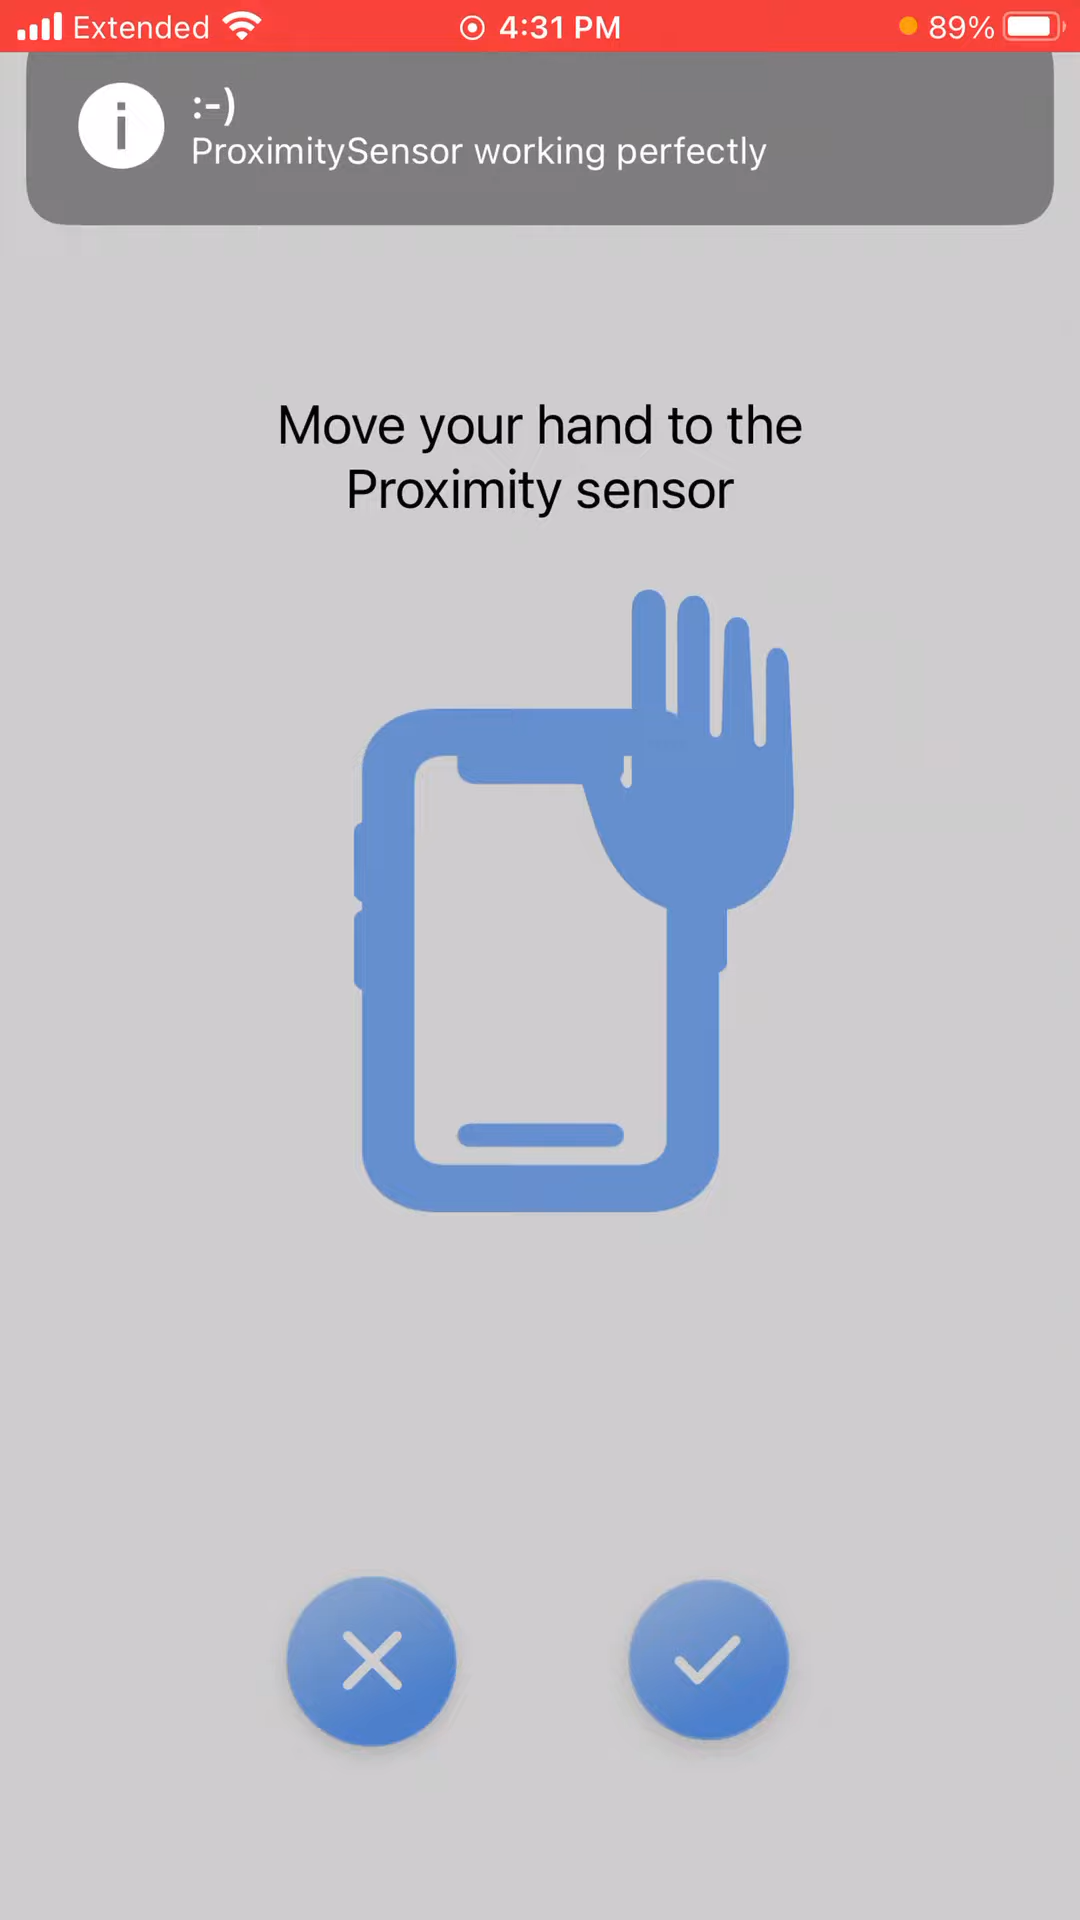 Extended 4:31 PM 89%
:-)
ProximitySensor working perfectly
Move your hand to the
Proximity sensor